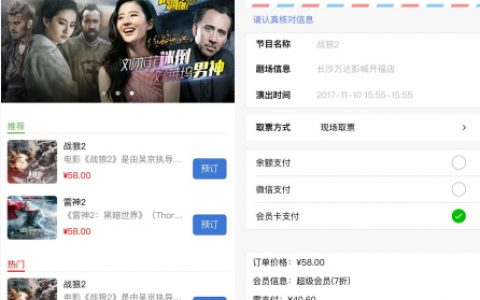 刘亦菲迷倒
好莱坞男神
推荐
战狼2
电影《战狼2》是由吴京执导...
¥58.00
预订
雷神2
《雷神2：黑暗世界》（Thor...
¥58.00
预订
热门
战狼2
电影《战狼2》是由吴京执导...
请认真核对信息
节目名称
战狼2
剧场信息
长沙万达影城开福店
演出时间
2017-11-10 15:55-15:55
取票方式
现场取票
余额支付
微信支付
会员卡支付
订单价格：¥58.00
会员信息：超级会员(7折)
需支付：¥40.60